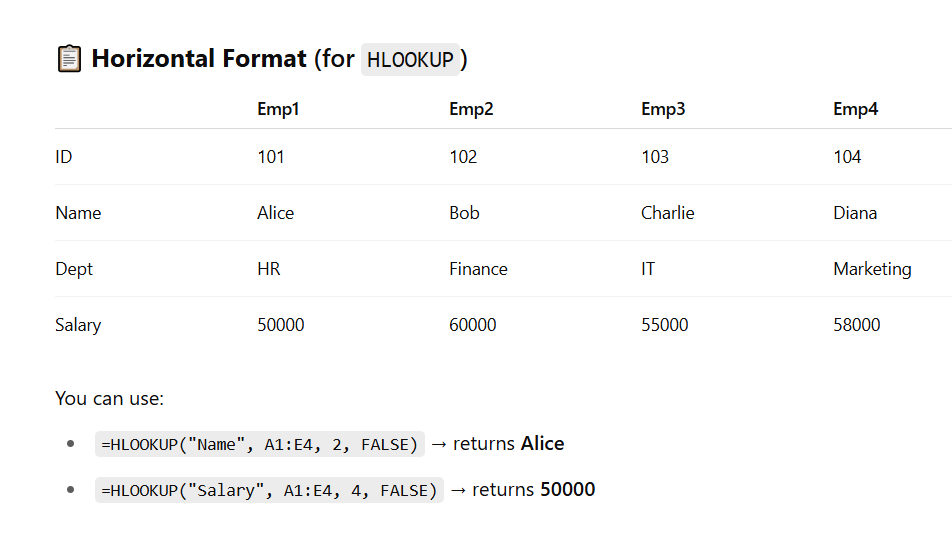 📋 Horizontal Format (for HLOOKUP)
Emp1 Emp2 Emp3 Emp4
ID 101 102 103 104
Name Alice Bob Charlie Diana
Dept HR Finance IT Marketing
Salary 50000 60000 55000 58000
You can use:
• =HLOOKUP("Name", A1:E4, 2, FALSE) → returns Alice
• =HLOOKUP("Salary", A1:E4, 4, FALSE) → returns 50000